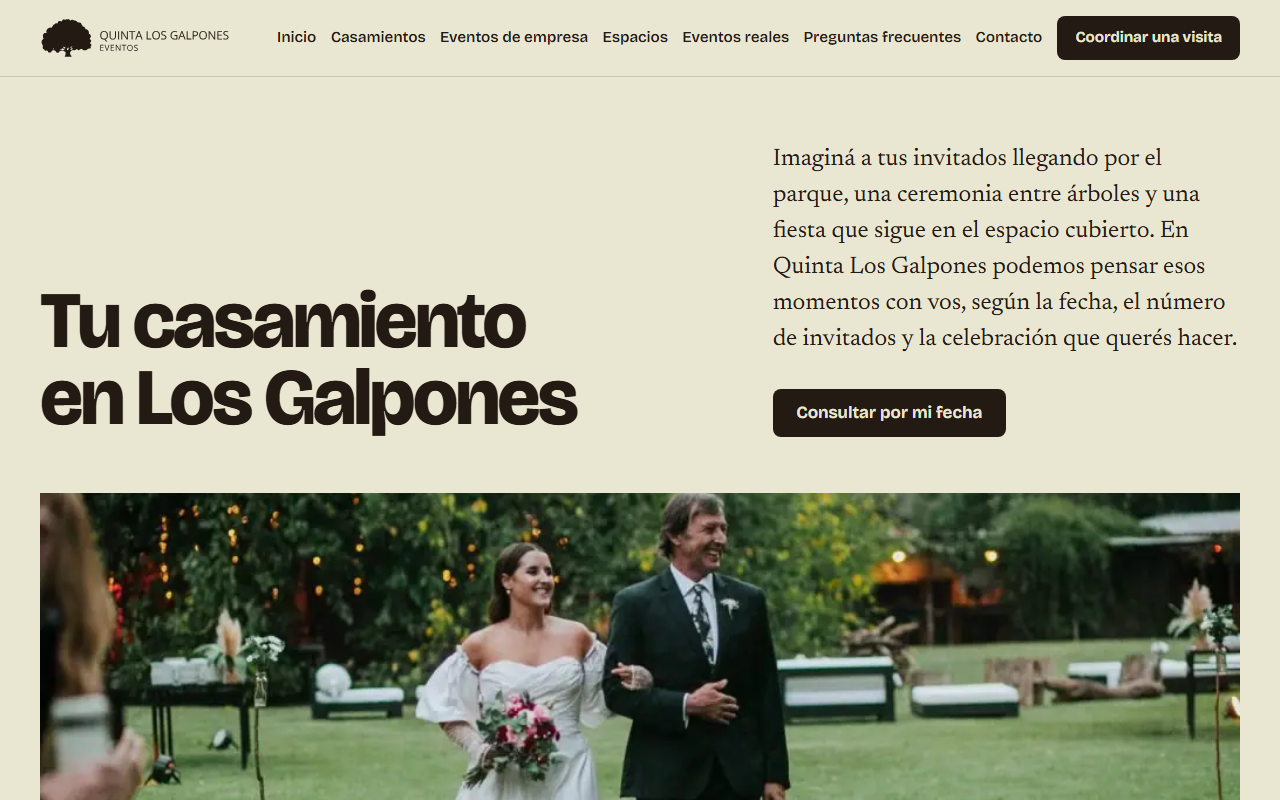 QUINTA LOS GALPONES
EVENTOS
Inicio Casamientos Eventos de empresa Espacios Eventos reales Preguntas frecuentes Contacto Coordinar una visita
Tu casamiento
en Los Galpones
Imaginá a tus invitados llegando por el
parque, una ceremonia entre árboles y una
fiesta que sigue en el espacio cubierto. En
Quinta Los Galpones podemos pensar esos
momentos con vos, según la fecha, el número
de invitados y la celebración que querés hacer.
Consultar por mi fecha